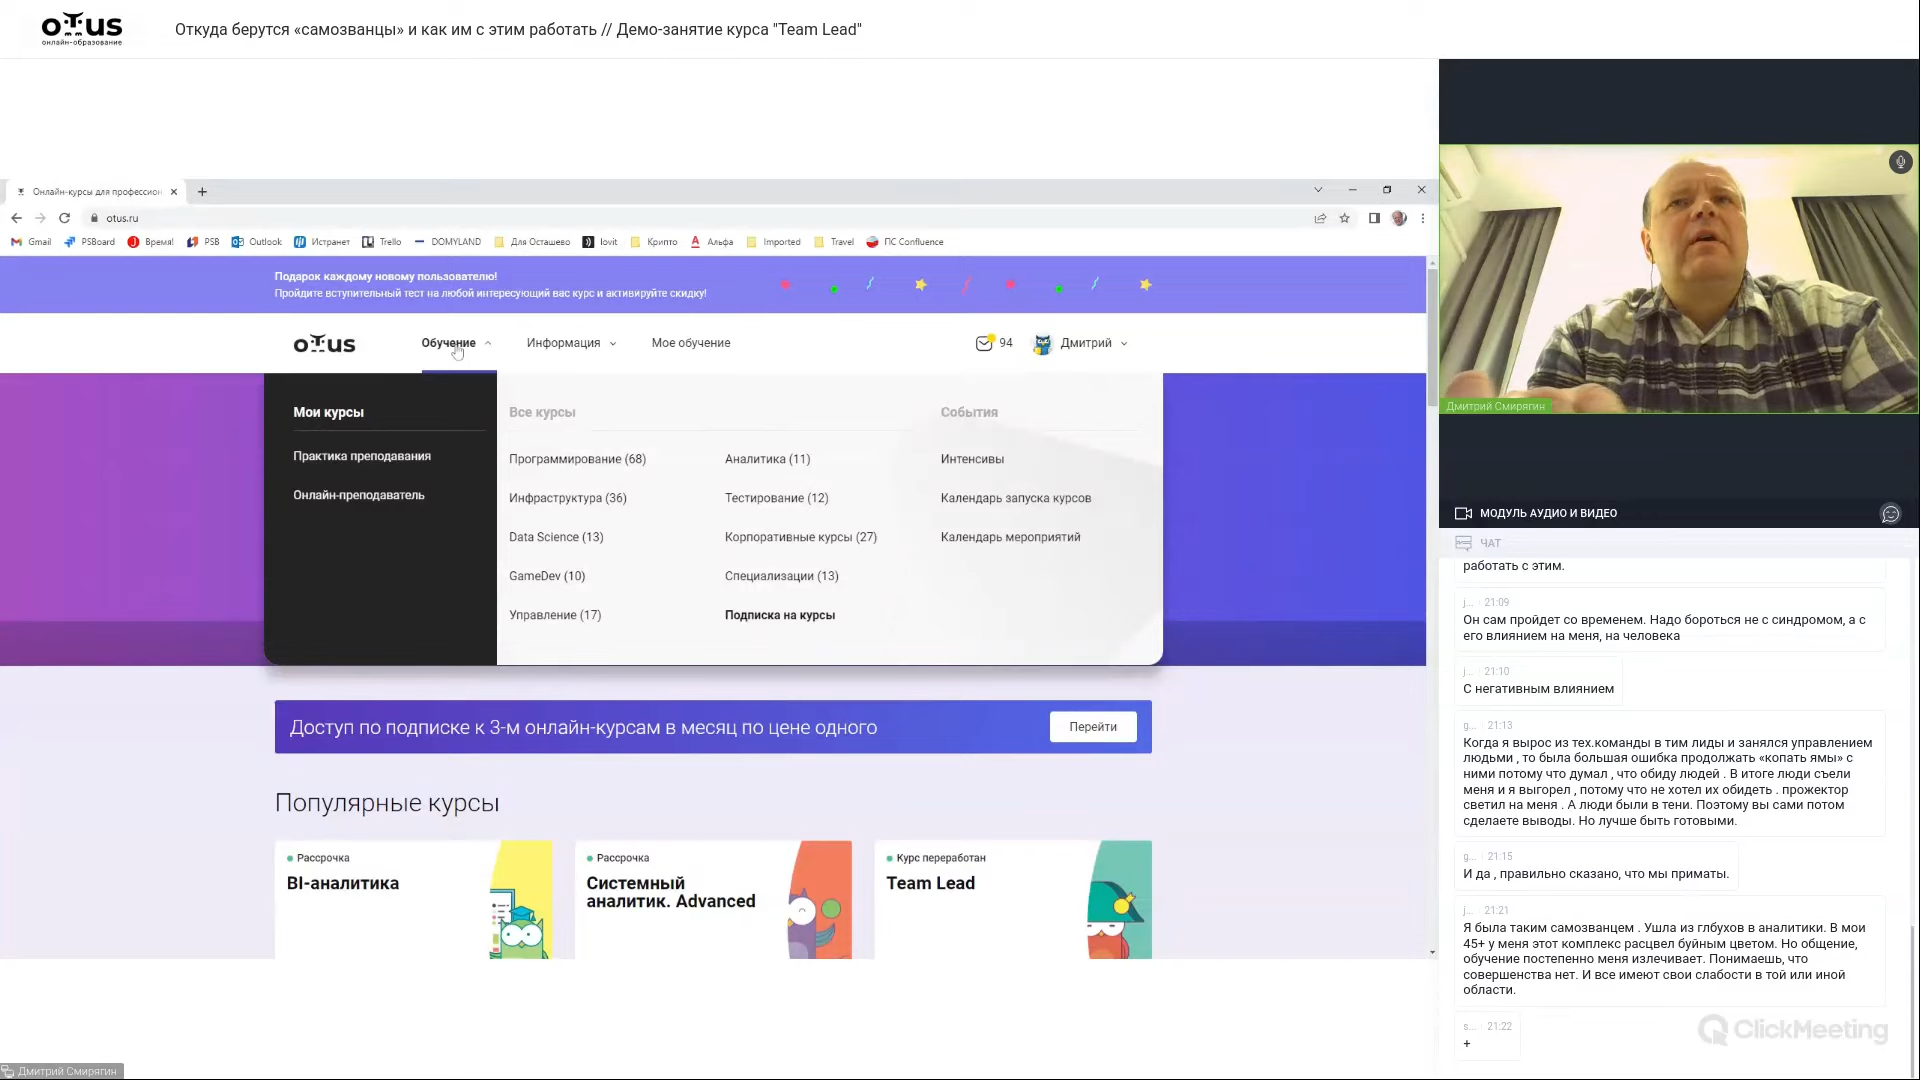 otus
онлайн-образование
Откуда берутся «самозванцы» и как им с этим работать // Демо-занятие курса "Team Lead"
Онлайн-курсы для профессион
otus.ru
Gmail
PSBoard
Время!
PSB
Outlook
Истранет
Trello
DOMYLAND
Для Осташево
Iovit
Крипто
Альфа
Imported
Travel
ПС Confluence
Подарок каждому новому пользователю!
Пройдите вступительный тест на любой интересующий вас курс и активируйте скидку!
otus
Обучение
Информация
Мое обучение
94
Дмитрий
Мои курсы
Практика преподавания
Онлайн-преподаватель
Все курсы
Программирование (68)
Инфраструктура (36)
Data Science (13)
GameDev (10)
Управление (17)
Аналитика (11)
Тестирование (12)
Корпоративные курсы (27)
Специализации (13)
Подписка на курсы
События
Интенсивы
Календарь запуска курсов
Календарь мероприятий
Доступ по подписке к 3-м онлайн-курсам в месяц по цене одного
Перейти
Популярные курсы
Рассрочка
BI-аналитика
Рассрочка
Системный
аналитик. Advanced
Курс переработан
Team Lead
Дмитрий Смирягин
Дмитрий Смирягин
МОДУЛЬ АУДИО И ВИДЕО
ЧАТ
работать с этим.
j... 21:09
Он сам пройдет со временем. Надо бороться не с синдромом, а с
его влиянием на меня, на человека
j... 21:10
С негативным влиянием
g... 21:13
Когда я вырос из тех.команды в тим лиды и занялся управлением
людьми , то была большая ошибка продолжать «копать ямы» с
ними потому что думал , что обиду людей . В итоге люди съели
меня и я выгорел , потому что не хотел их обидеть . прожектор
светил на меня . А люди были в тени. Поэтому вы сами потом
сделаете выводы. Но лучше быть готовыми.
g... 21:15
И да , правильно сказано, что мы приматы.
j... 21:21
Я была таким самозванцем . Ушла из глбухов в аналитики. В мои
45+ у меня этот комплекс расцвел буйным цветом. Но общение,
обучение постепенно меня излечивает. Понимаешь, что
совершенства нет. И все имеют свои слабости в той или иной
области.
s... 21:22
+
ClickMeeting